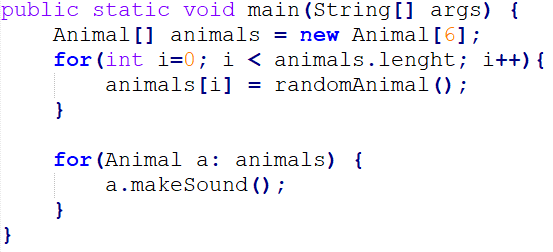 public static void main(String[] args) {
    Animal[] animals = new Animal[6];
    for(int i=0; i < animals.lenght; i++){
        animals[i] = randomAnimal();
    }

    for(Animal a: animals) {
        a.makeSound();
    }
}